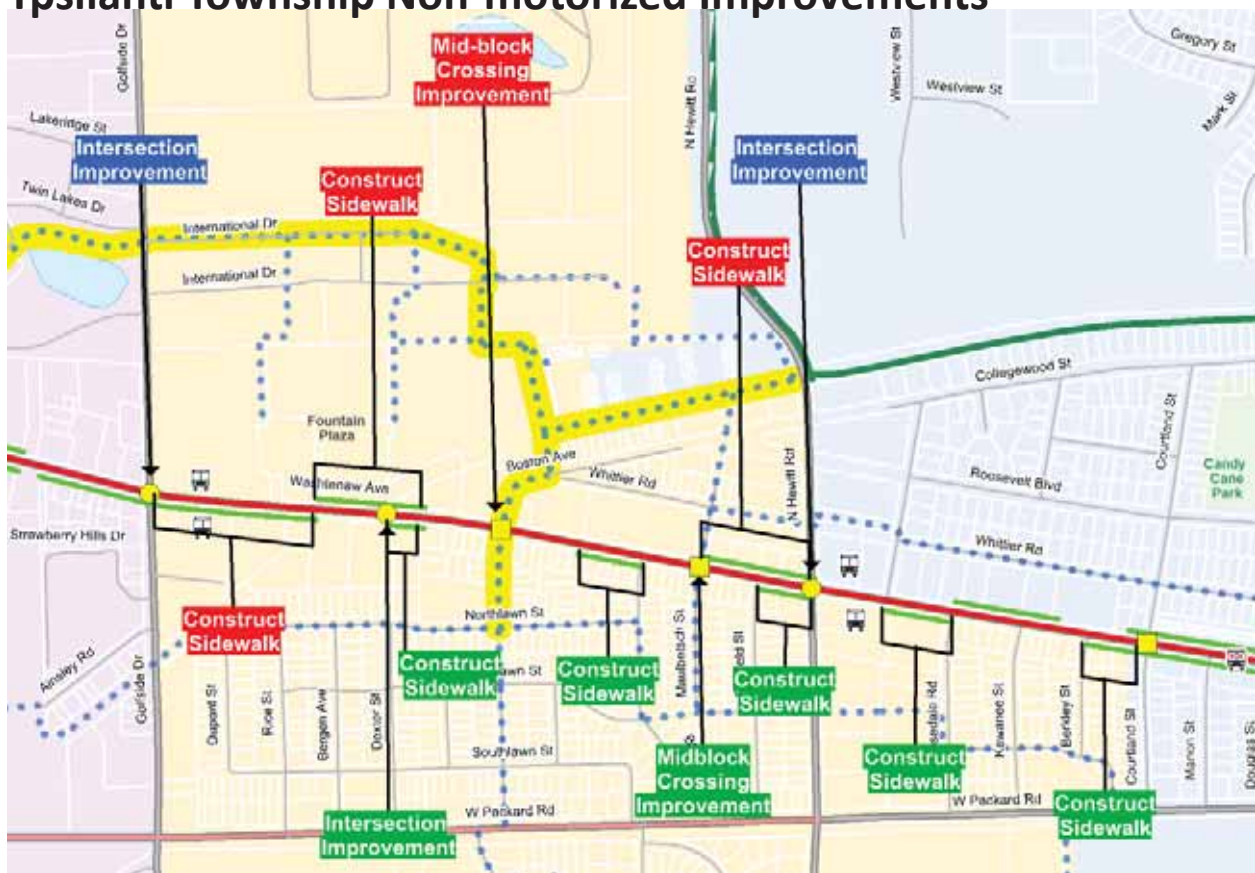 Ypsilanti Township Non-motorized Improvements
Golfside Dr
Mid-block
Crossing
Improvement
N Hewitt Rd
Westview St
Westview St
Gregory St
Mark St
Lakeridge St
Intersection
Improvement
Intersection
Improvement
Twin Lakes Dr
Construct
Sidewalk
International Dr
Construct
Sidewalk
International Dr
Collegewood St
Courtland St
Fountain
Plaza
Boston Ave
Whittier Rd
N Hewitt Rd
Roosevelt Blvd
Candy
Cane
Park
Washtenaw Ave
Strawberry Hills Dr
Whittier Rd
Construct
Sidewalk
Northlawn St
Ainsley Rd
Golfside Dr
Dupont St
Rice St
Bergen Ave
Dexter St
Construct
Sidewalk
Construct
Sidewalk
Maulbetsch St
Construct
Sidewalk
Southlawn St
Midblock
Crossing
Improvement
Construct
Sidewalk
Kewanee St
Berkley St
Courtland St
Marion St
Douglas St
W Packard Rd
W Packard Rd
Intersection
Improvement
Construct
Sidewalk